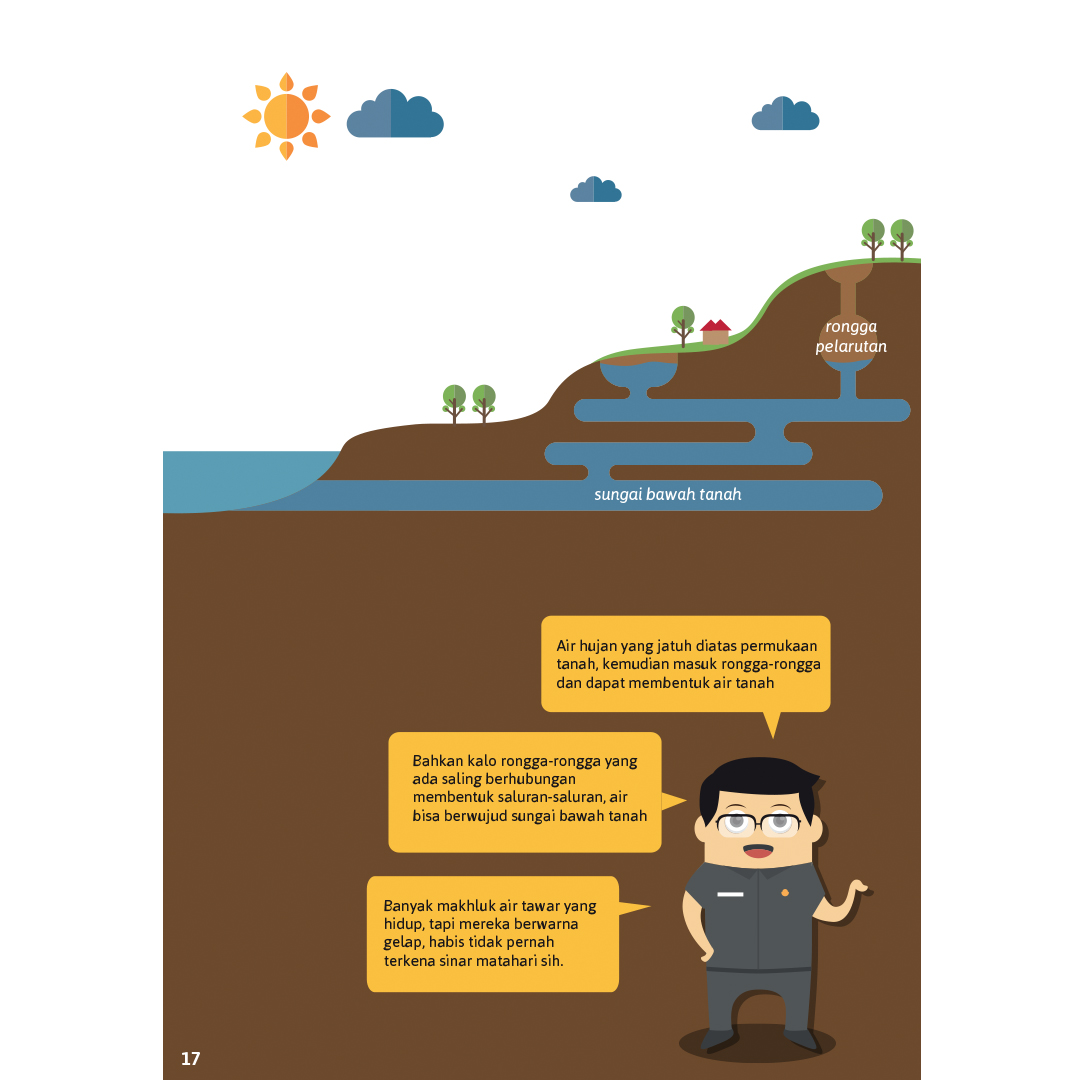 rongga
pelarutan
sungai bawah tanah
Air hujan yang jatuh diatas permukaan
tanah, kemudian masuk rongga-rongga
dan dapat membentuk air tanah
Bahkan kalo rongga-rongga yang
ada saling berhubungan
membentuk saluran-saluran, air
bisa berwujud sungai bawah tanah
Banyak makhluk air tawar yang
hidup, tapi mereka berwarna
gelap, habis tidak pernah
terkena sinar matahari sih.
17